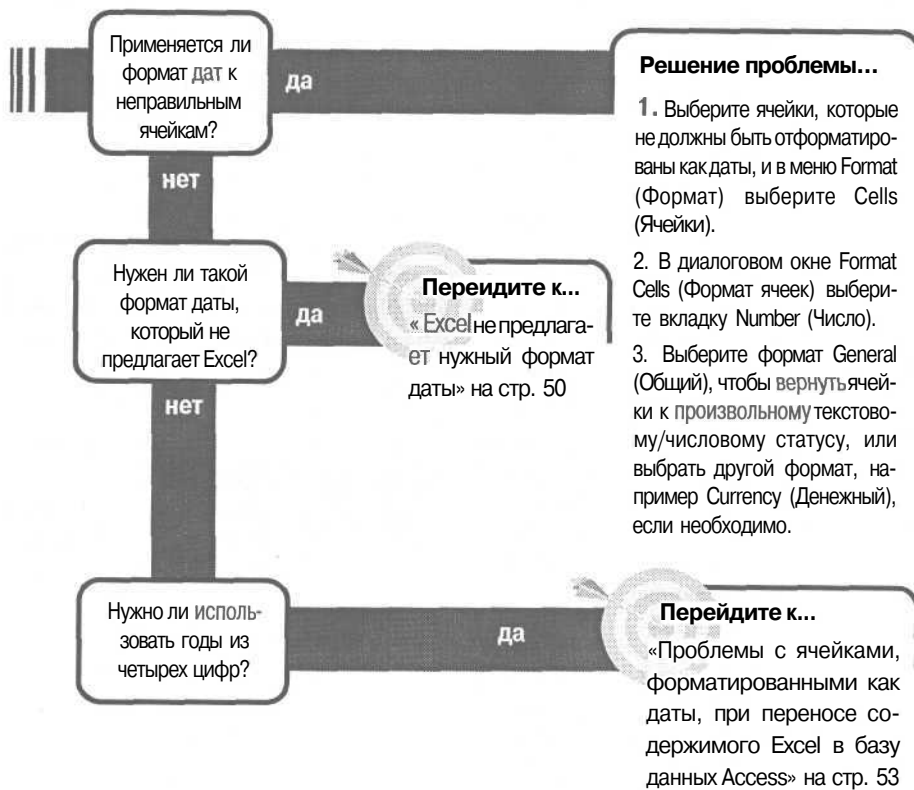 Применяется ли
формат дат к
неправильным
ячейкам?
да
Решение проблемы...
1. Выберите ячейки, которые
не должны быть отформатиро-
ваны как даты, и в меню Format
(Формат) выберите Cells
(Ячейки).
2. В диалоговом окне Format
Cells (Формат ячеек) выбери-
те вкладку Number (Число).
3. Выберите формат General
(Общий), чтобы вернуть ячей-
ки к произвольному текстово-
му/числовому статусу, или
выбрать другой формат, на-
пример Currency (Денежный),
если необходимо.
нет
Нужен ли такой
формат даты,
который не
предлагает Excel?
да
Переидите к...
«Excel не предлага-
ет нужный формат
даты» на стр. 50
нет
Нужно ли исполь-
зовать годы из
четырех цифр?
да
Перейдите к...
«Проблемы с ячейками,
форматированными как
даты, при переносе со-
держимого Excel в базу
данных Access» на стр. 53